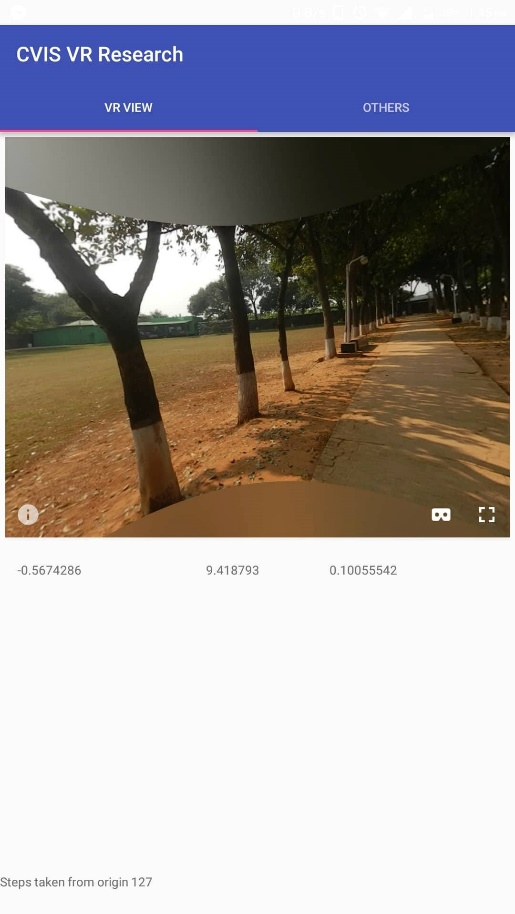 CVIS VR Research
VR VIEW OTHERS
-0.5674286 9.418793 0.10055542
Steps taken from origin 127